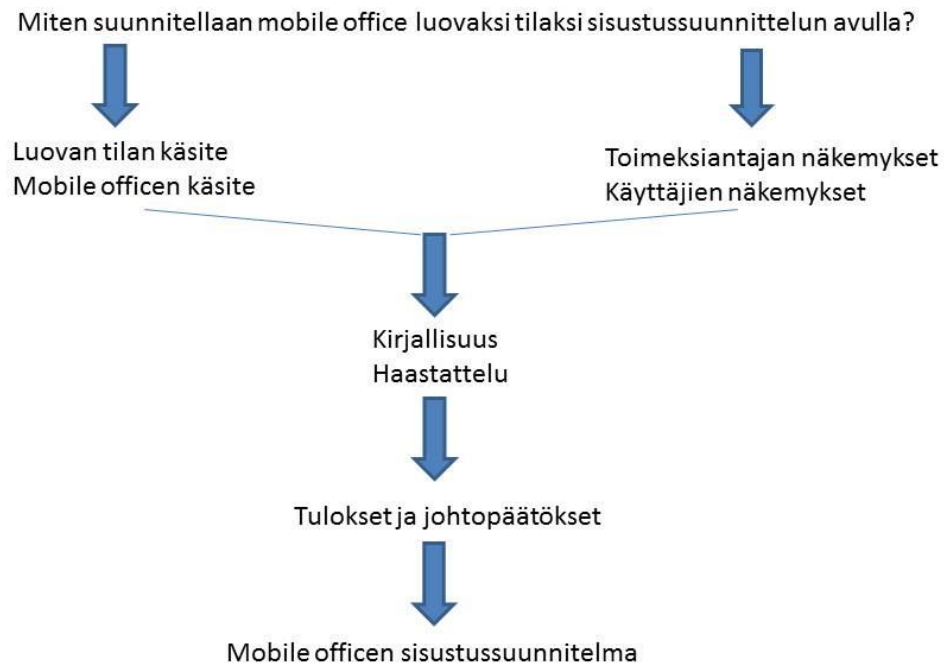 Miten suunnitellaan mobile office luovaksi tilaksi sisustussuunnittelun avulla?
Luovan tilan käsite
Mobile officen käsite
Toimeksiantajan näkemykset
Käyttäjien näkemykset
Kirjallisuus
Haastattelu
Tulokset ja johtopäätökset
Mobile officen sisustussuunnitelma